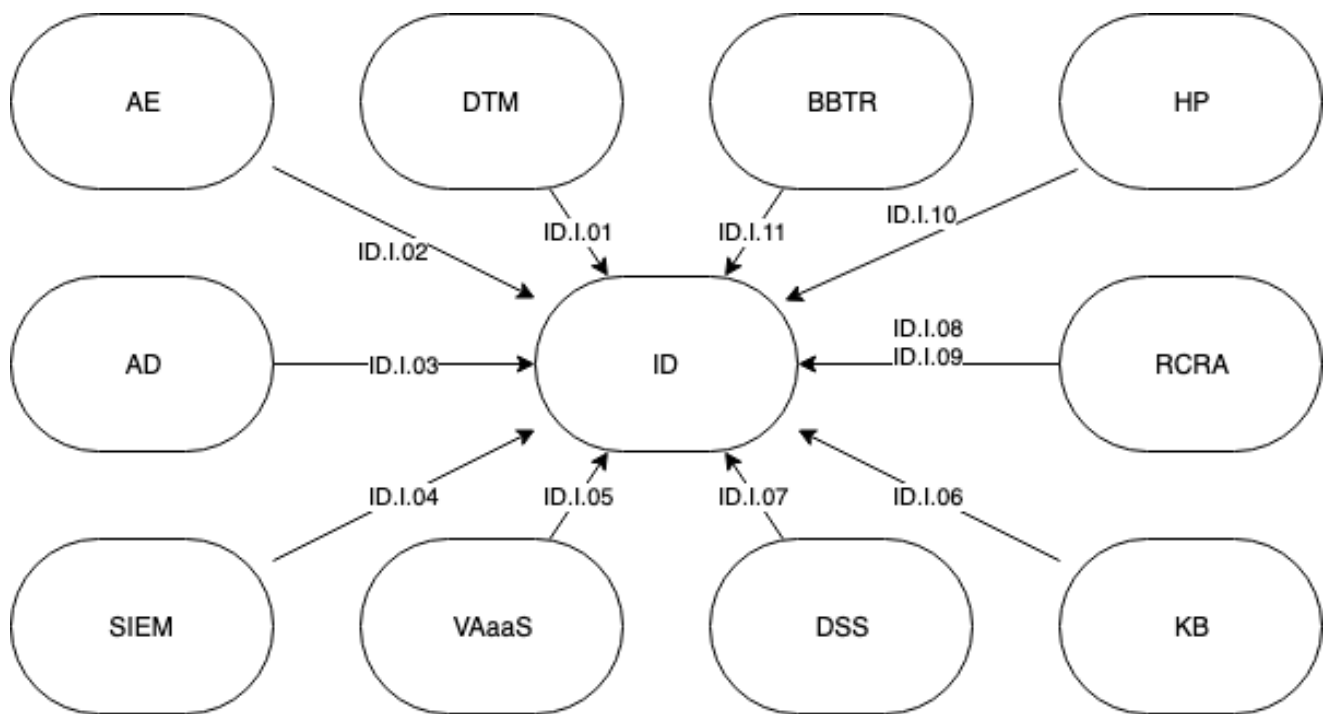 AE
DTM
BBTR
HP
ID.I.10
ID.I.01
ID.I.11
ID.I.02
ID.I.08
ID.I.09
AD
ID.I.03
ID
RCRA
ID.I.04
ID.I.05
ID.I.07
ID.I.06
SIEM
VAaaS
DSS
KB